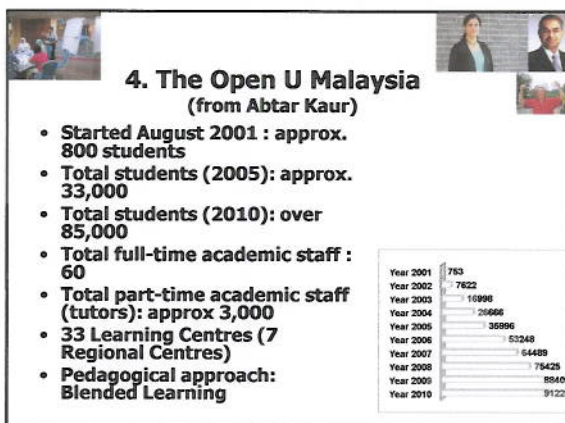 4. The Open U Malaysia
(from Abtar Kaur)
• Started August 2001 : approx.
800 students
• Total students (2005): approx.
33,000
• Total students (2010): over
85,000
• Total full-time academic staff :
60
• Total part-time academic staff
(tutors): approx 3,000
• 33 Learning Centres (7
Regional Centres)
• Pedagogical approach:
Blended Learning
Year 2001 753
Year 2002 7622
Year 2003 16998
Year 2004 26666
Year 2005 35996
Year 2006 53248
Year 2007 64489
Year 2008 75425
Year 2009 8840
Year 2010 9122